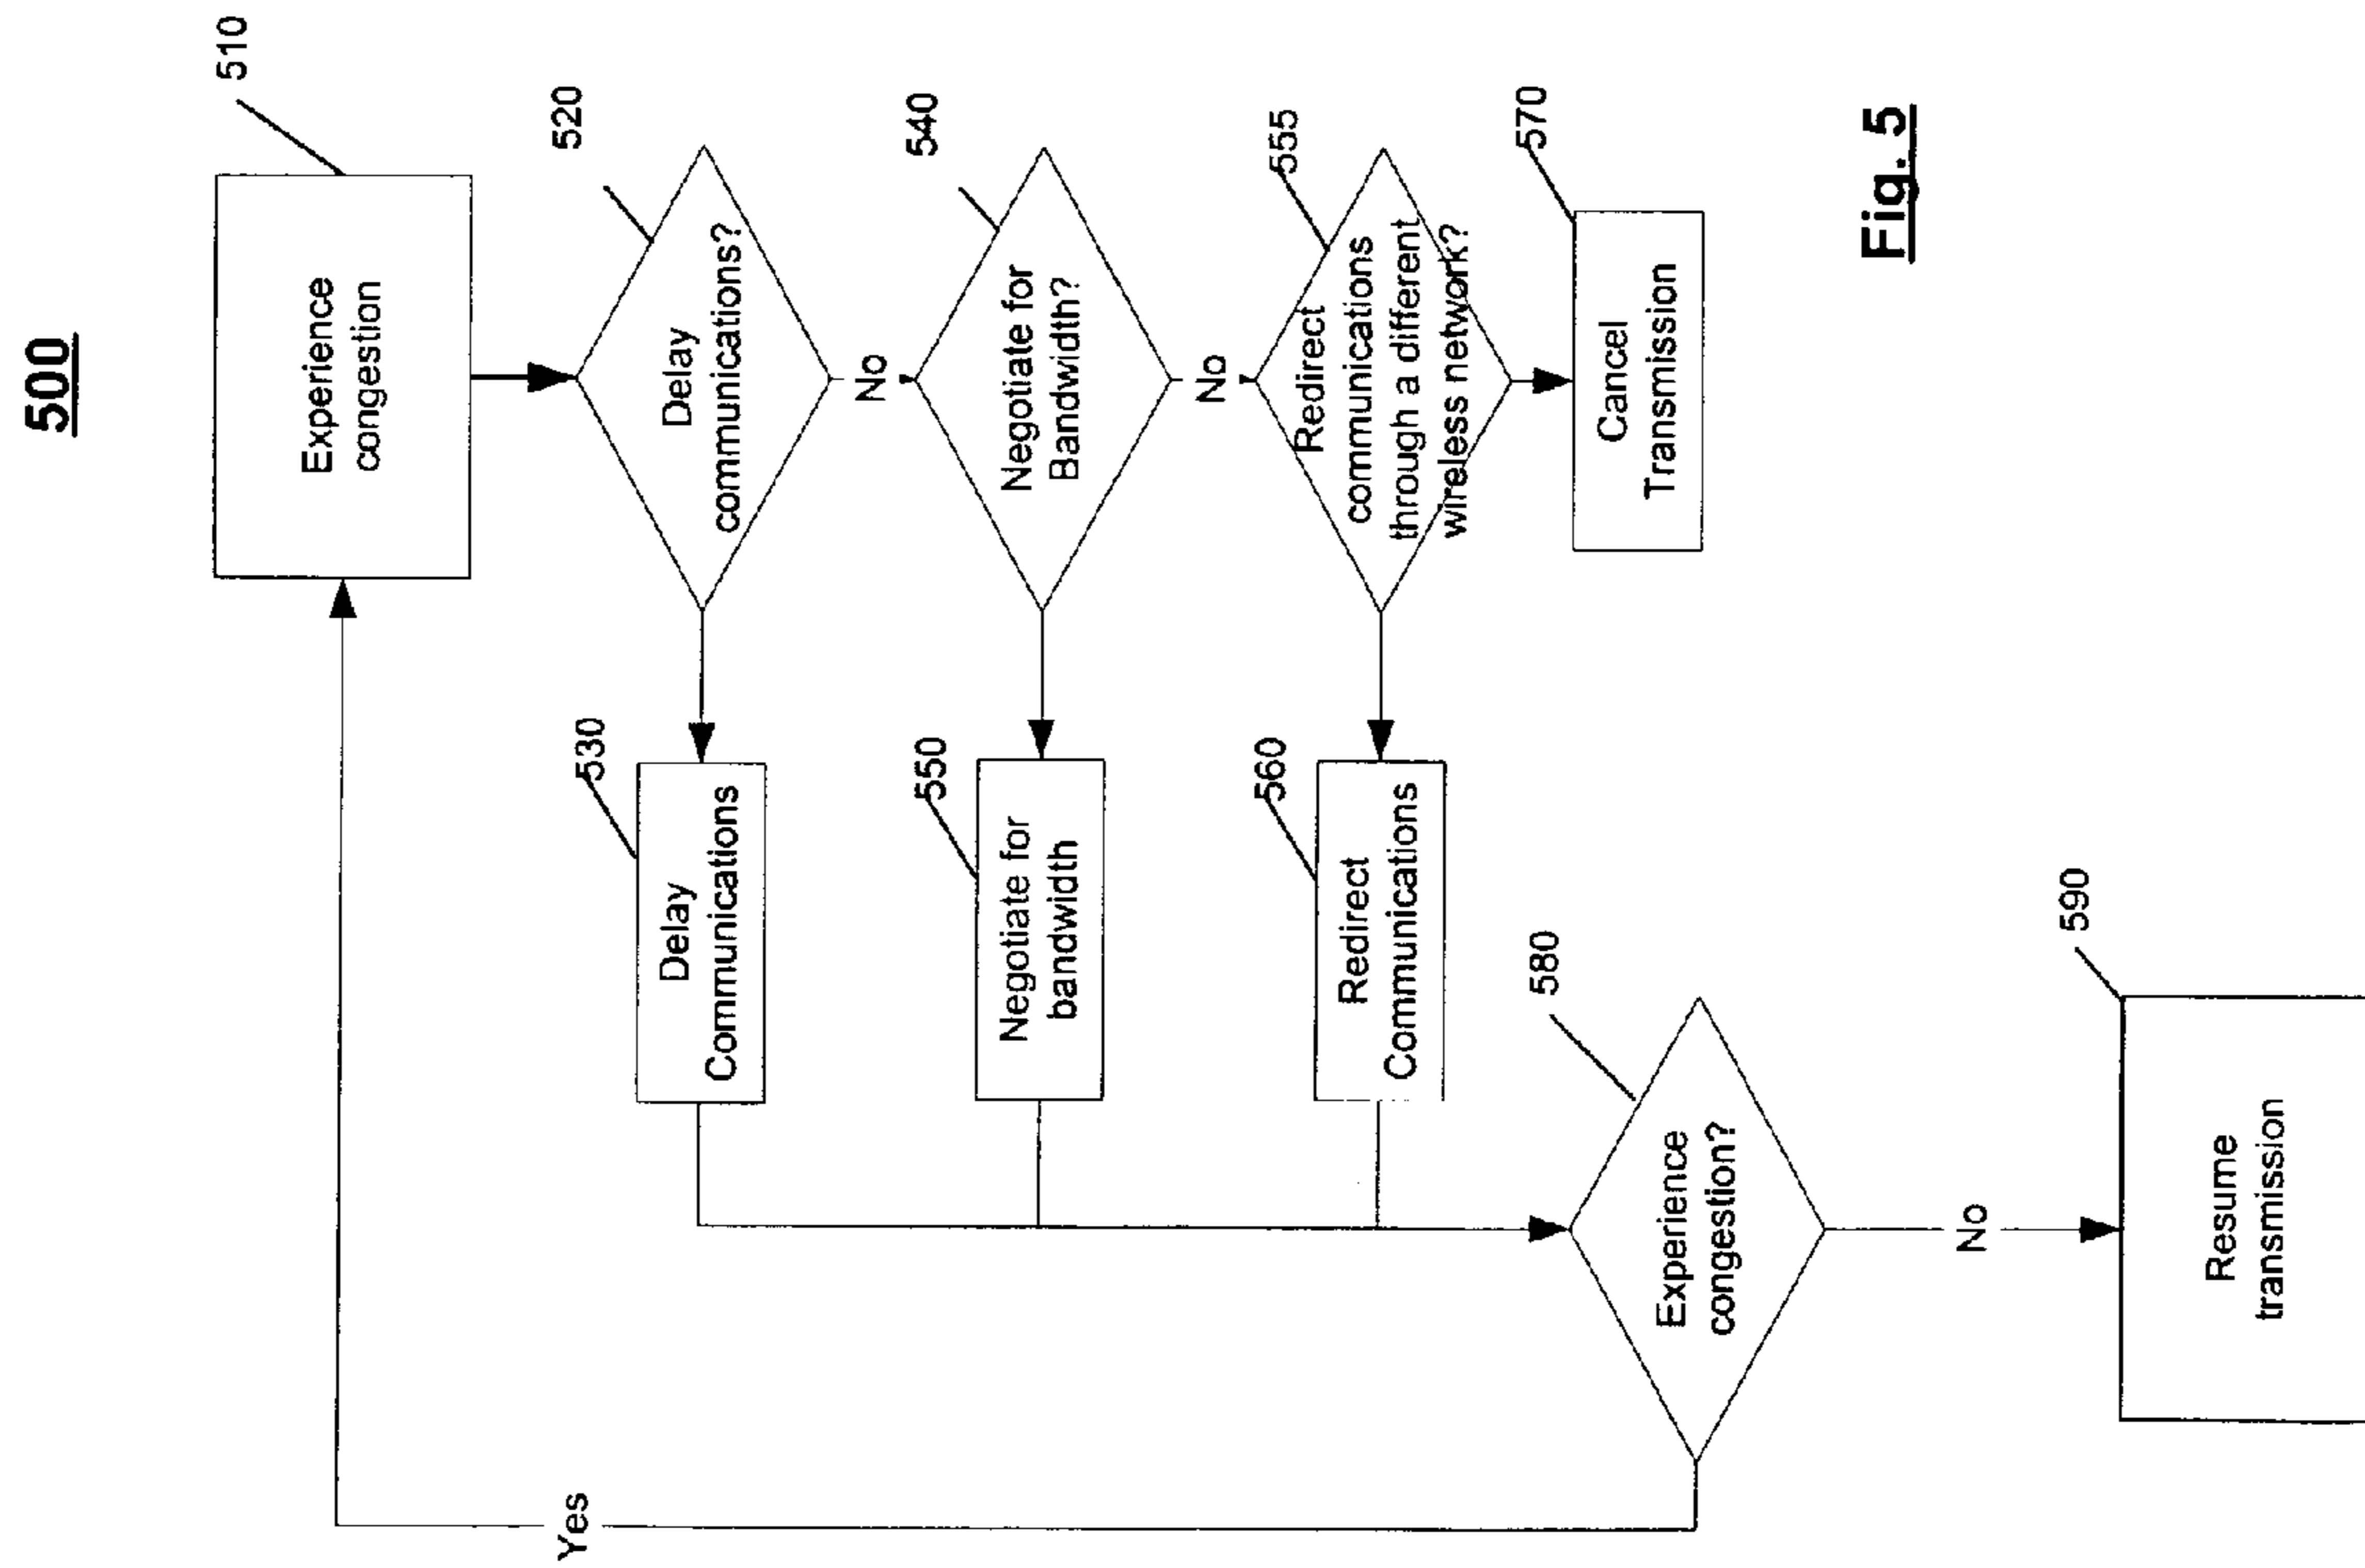 500
510
Experience
congestion
520
Delay
communications?
No
530
Delay
Communications
540
Negotiate for
Bandwidth?
No
550
Negotiate for
bandwidth
555
Redirect
communications
through a different
wireless network?
560
Redirect
Communications
570
Cancel
Transmission
580
Experience
congestion?
Yes
No
590
Resume
transmission
Fig. 5